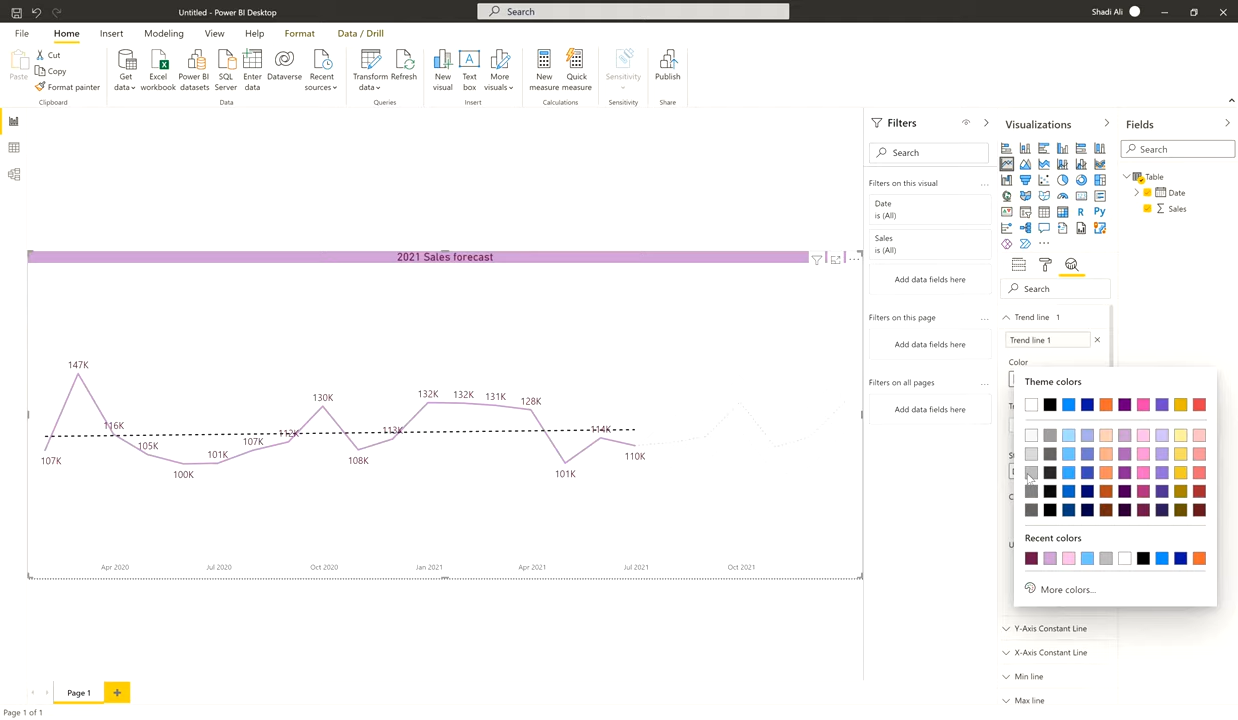 Untitled - Power BI Desktop
Search
Shadi Ali
File
Home
Insert
Modeling
View
Help
Format
Data / Drill
Paste
Cut
Copy
Format painter
Clipboard
Get data
Excel workbook
Power BI datasets
SQL Server
Enter data
Dataverse
Recent sources
Data
Transform data
Refresh
Queries
New visual
Text box
More visuals
Insert
New measure
Quick measure
Calculations
Sensitivity
Sensitivity
Publish
Share
2021 Sales forecast
147K
116K
107K
105K
100K
101K
107K
112K
130K
108K
113K
132K
132K
131K
128K
101K
114K
110K
Apr 2020
Jul 2020
Oct 2020
Jan 2021
Apr 2021
Jul 2021
Oct 2021
Filters
Search
Filters on this visual
Date
is (All)
Sales
is (All)
Add data fields here
Filters on this page
Add data fields here
Filters on all pages
Add data fields here
Visualizations
R
Py
Search
Trend line 1
Trend line 1
Color
Theme colors
Recent colors
More colors...
Y-Axis Constant Line
X-Axis Constant Line
Min line
Max line
Fields
Search
Table
Date
Sales
Page 1
Page 1 of 1